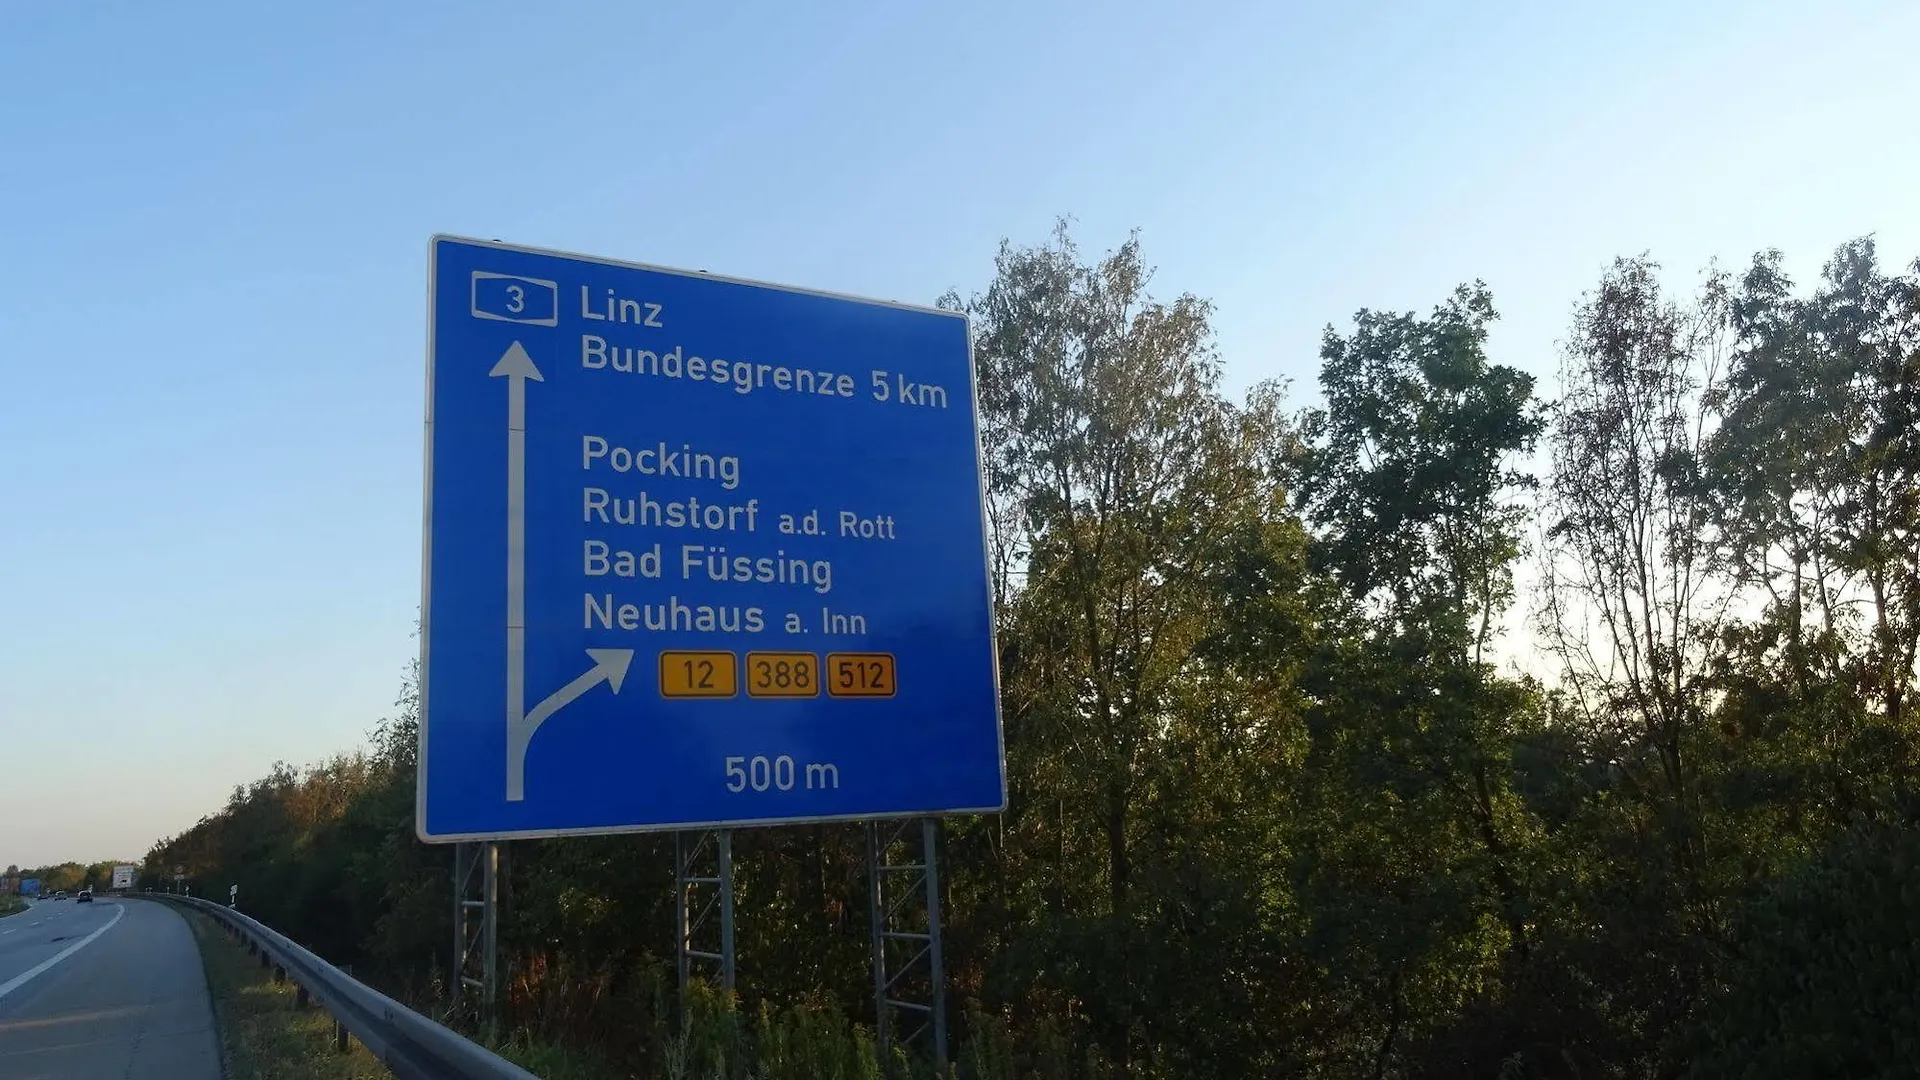 3 Linz
Bundesgrenze 5 km
Pocking
Ruhstorf a.d. Rott
Bad Füssing
Neuhaus a. Inn
12 388 512
500 m